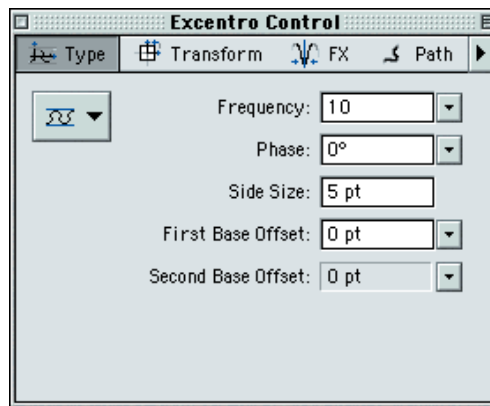 Excentro Control
Type Transform FX Path
Frequency: 10
Phase: 0°
Side Size: 5 pt
First Base Offset: 0 pt
Second Base Offset: 0 pt